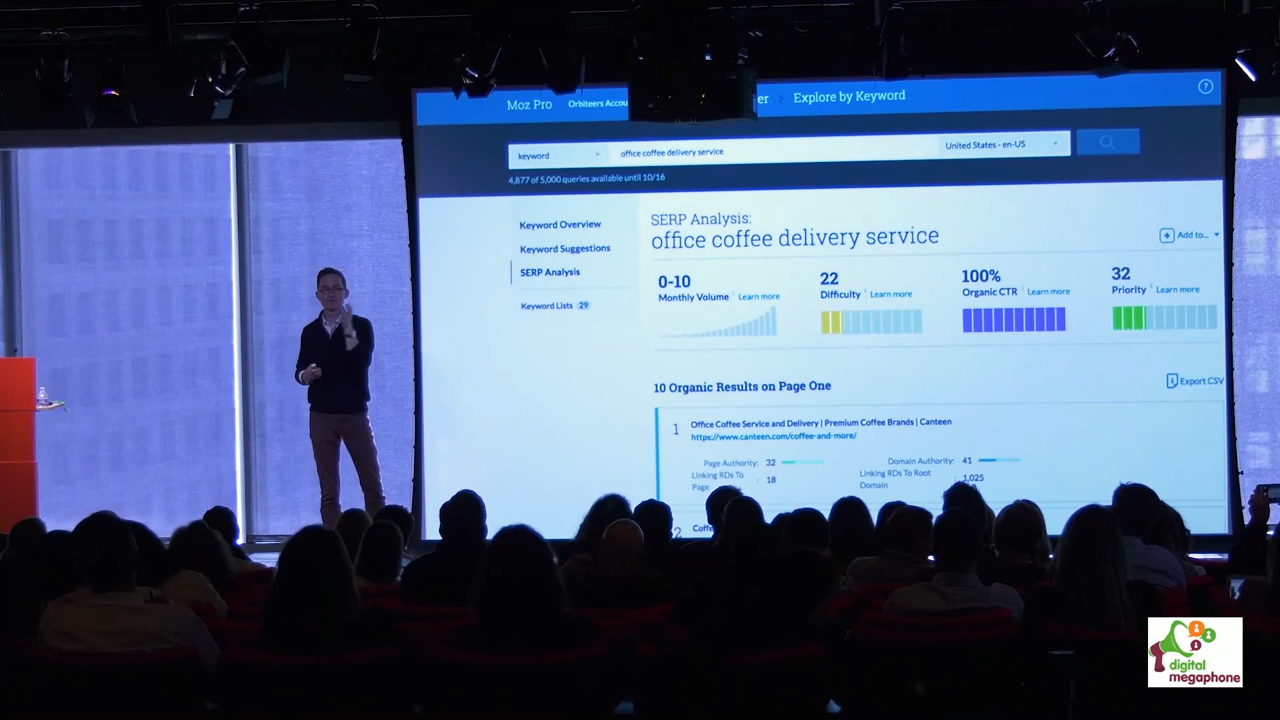 Moz Pro Orbiteers Accou er > Explore by Keyword ?
keyword office coffee delivery service United States - en-US
4,877 of 5,000 queries available until 10/16
Keyword Overview
Keyword Suggestions
SERP Analysis
Keyword Lists 29
SERP Analysis:
office coffee delivery service
Add to...
0-10 22 100% 32
Monthly Volume Learn more Difficulty Learn more Organic CTR Learn more Priority Learn more
10 Organic Results on Page One
Export CSV
1 Office Coffee Service and Delivery | Premium Coffee Brands | Canteen
https://www.canteen.com/coffee-and-more/
Page Authority: 32 Domain Authority: 41
Linking RDs To Page : 18 Linking RDs To Root Domain : 1,025
2 Coffe
digital
megaphone